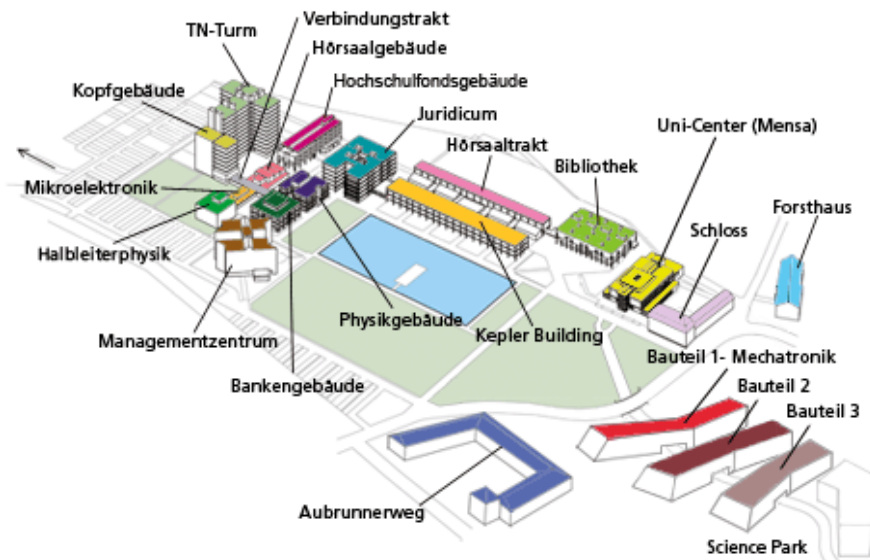 Verbindungstrakt
TN-Turm
Hörsaalgebäude
Hochschulfondsgebäude
Kopfgebäude
Juridicum
Uni-Center (Mensa)
Hörsaaltrakt
Bibliothek
Mikroelektronik
Forsthaus
Schloss
Halbleiterphysik
Physikgebäude
Kepler Building
Managementzentrum
Bauteil 1- Mechatronik
Bankengebäude
Bauteil 2
Bauteil 3
Aubrunnerweg
Science Park